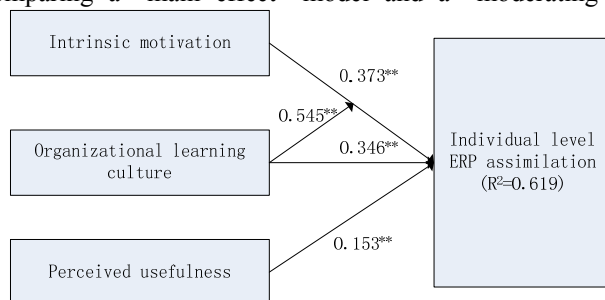 Intrinsic motivation
0.373**
0.545**
Organizational learning
culture
0.346**
Individual level
ERP assimilation
(R²=0.619)
0.153**
Perceived usefulness